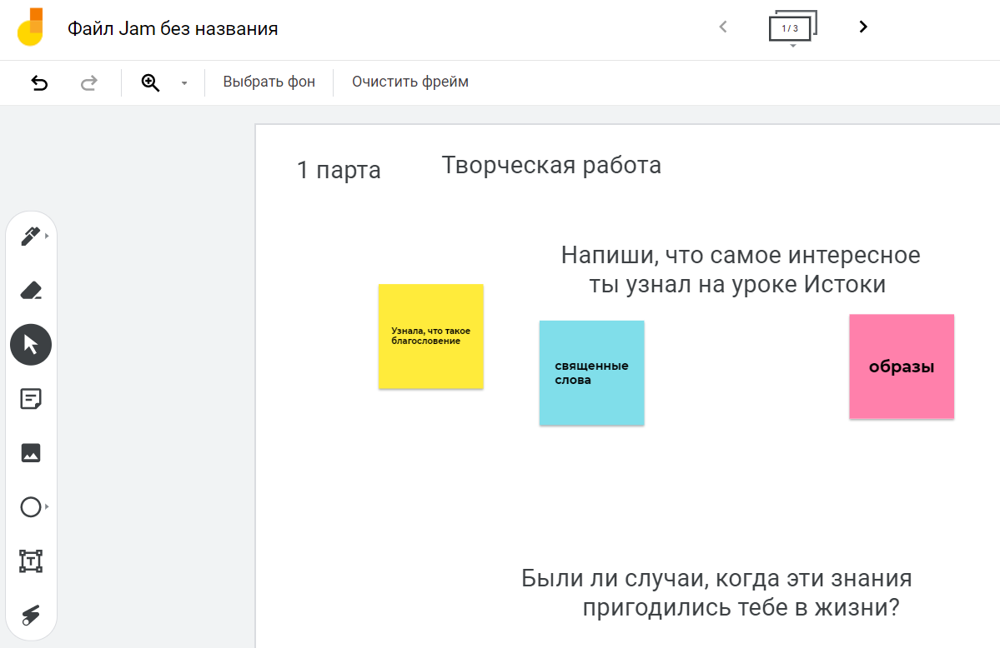 Файл Jam без названия
1 / 3
Выбрать фон
Очистить фрейм
1 парта
Творческая работа
Напиши, что самое интересное
ты узнал на уроке Истоки
Узнала, что такое
благословение
священные
слова
образы
Были ли случаи, когда эти знания
пригодились тебе в жизни?